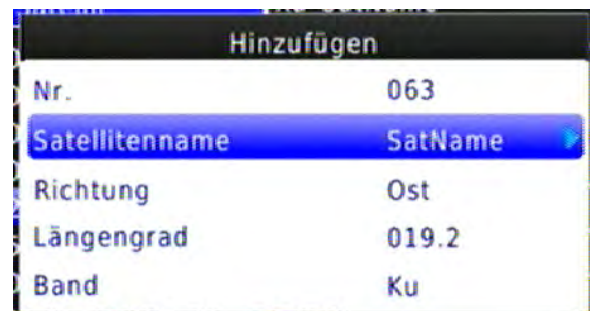 Hinzufügen
Nr. 063
Satellitenname SatName
Richtung Ost
Längengrad 019.2
Band Ku